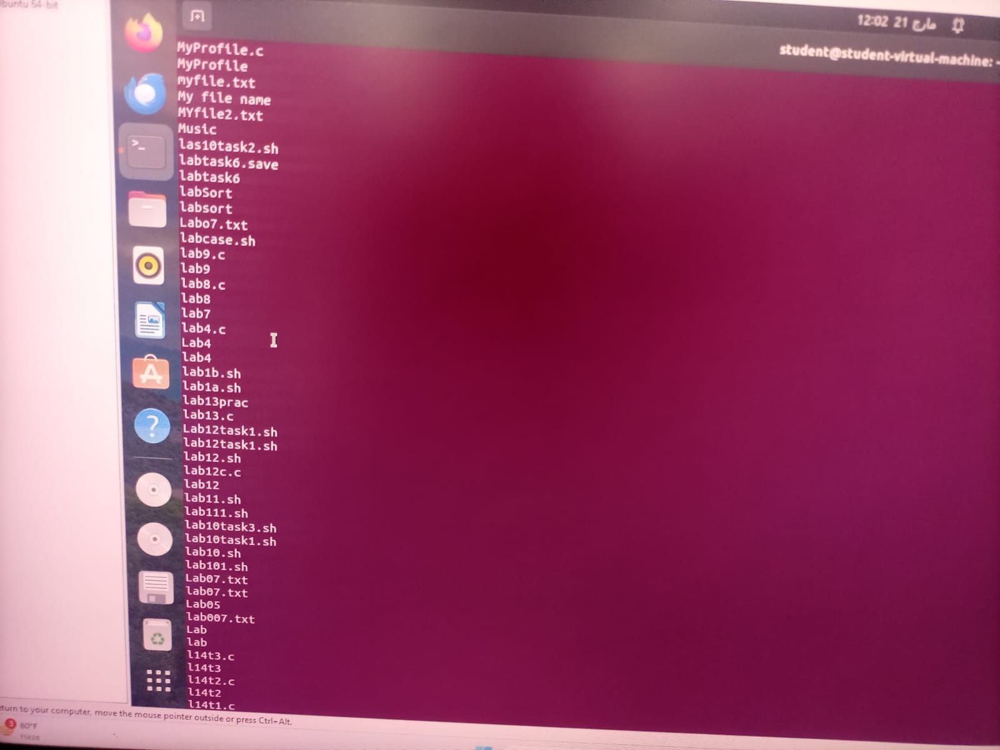 buntu 64-bit
12:02 21 مارچ
student@student-virtual-machine: ~
MyProfile.c
MyProfile
myfile.txt
My file name
MYfile2.txt
Music
las10task2.sh
labtask6.save
labtask6
labSort
labsort
Labo7.txt
labcase.sh
lab9.c
lab9
lab8.c
lab8
lab7
lab4.c
Lab4
lab4
lab1b.sh
lab1a.sh
lab13prac
lab13.c
Lab12task1.sh
lab12task1.sh
lab12.sh
lab12c.c
lab12
lab11.sh
lab111.sh
lab10task3.sh
lab10task1.sh
lab10.sh
lab101.sh
Lab07.txt
lab07.txt
Lab05
lab007.txt
Lab
lab
l14t3.c
l14t3
l14t2.c
l14t2
l14t1.c
eturn to your computer, move the mouse pointer outside or press Ctrl+Alt.
3
80°F
Haze